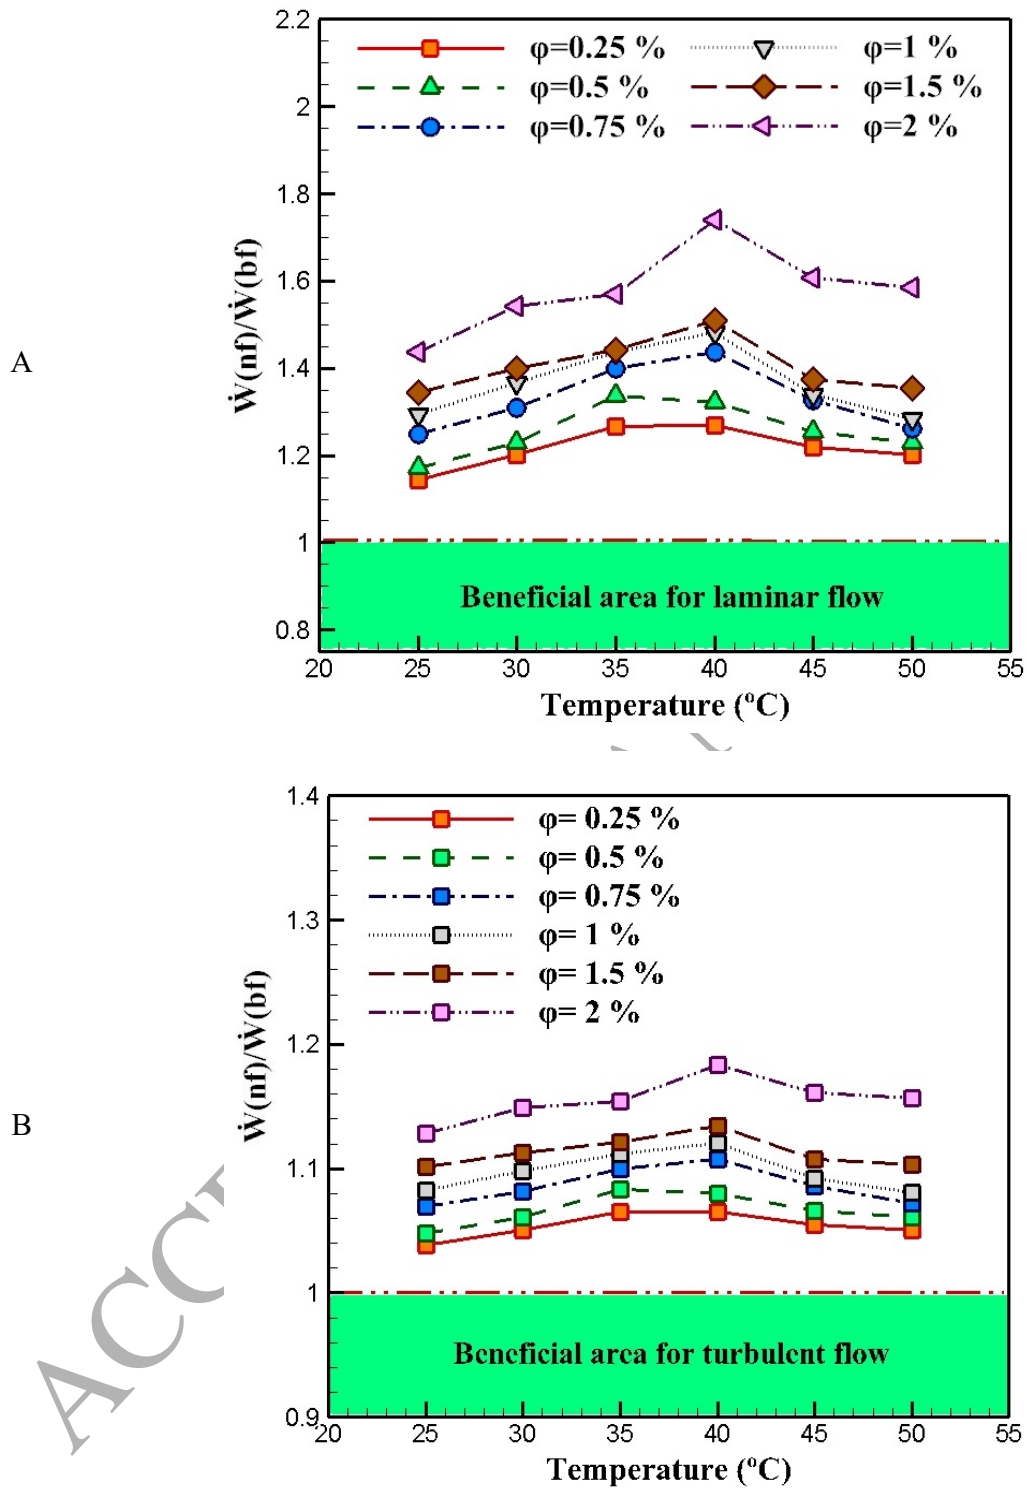 A
Ẇ(nf)/Ẇ(bf)
2.2
2
1.8
1.6
1.4
1.2
1
0.8
φ=0.25 %
φ=0.5 %
φ=0.75 %
φ=1 %
φ=1.5 %
φ=2 %
Beneficial area for laminar flow
20 25 30 35 40 45 50 55
Temperature (ºC)
B
Ẇ(nf)/Ẇ(bf)
1.4
1.3
1.2
1.1
1
0.9
φ= 0.25 %
φ= 0.5 %
φ= 0.75 %
φ= 1 %
φ= 1.5 %
φ= 2 %
Beneficial area for turbulent flow
20 25 30 35 40 45 50 55
Temperature (ºC)